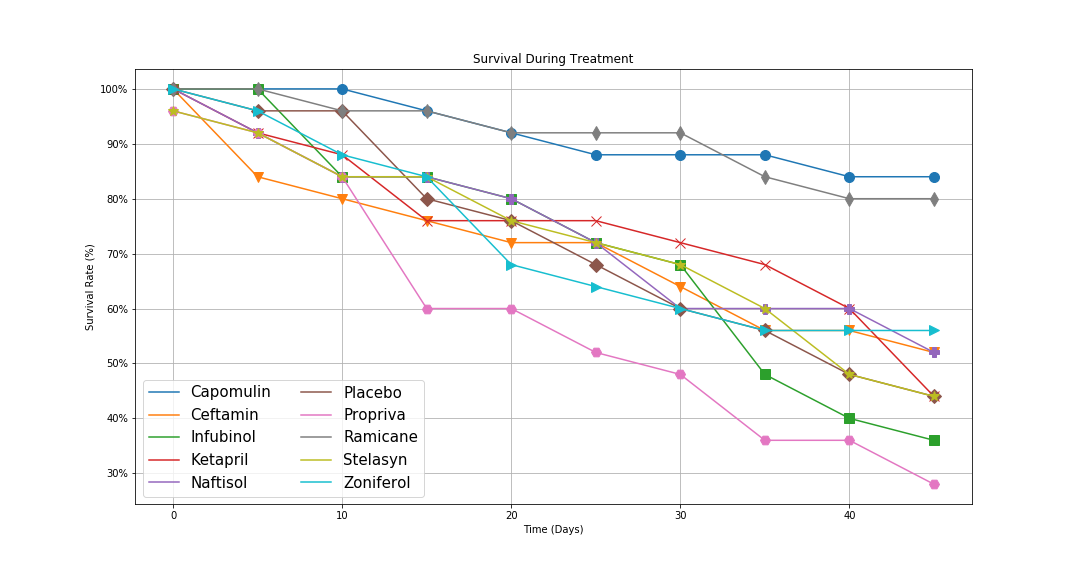 Survival During Treatment
100%
90%
80%
70%
60%
50%
40%
30%
Survival Rate (%)
Capomulin
Ceftamin
Infubinol
Ketapril
Naftisol
Placebo
Propriva
Ramicane
Stelasyn
Zoniferol
0
10
20
30
40
Time (Days)